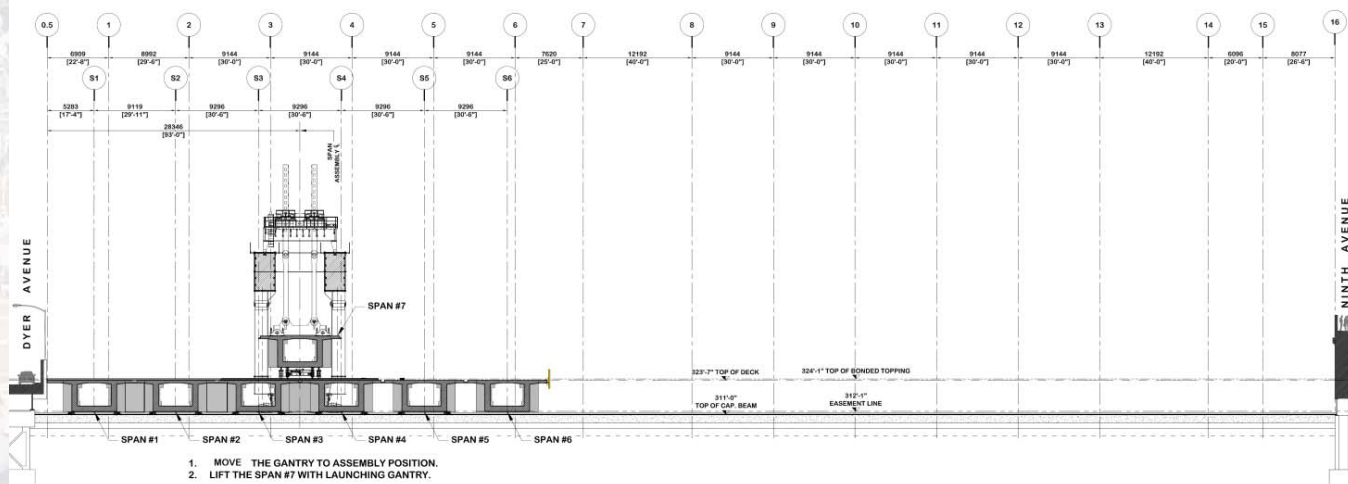 0.5 1 2 3 4 5 6 7 8 9 10 11 12 13 14 15 16
6909 8992 9144 9144 9144 9144 7620 12192 9144 9144 9144 9144 9144 12192 6096 8077
[22'-8"] [29'-6"] [30'-0"] [30'-0"] [30'-0"] [30'-0"] [25'-0"] [40'-0"] [30'-0"] [30'-0"] [30'-0"] [30'-0"] [30'-0"] [40'-0"] [20'-0"] [26'-6"]
S1 S2 S3 S4 S5 S6
5283 9119 9296 9296 9296 9296
[17'-4"] [29'-11"] [30'-6"] [30'-6"] [30'-6"] [30'-6"]
28346
[93'-0"]
SPAN
ASSEMBLY ℄
DYER AVENUE
NINTH AVENUE
SPAN #7
323'-7" TOP OF DECK
324'-1" TOP OF BONDED TOPPING
311'-0"
TOP OF CAP. BEAM
312'-1"
EASEMENT LINE
SPAN #1 SPAN #2 SPAN #3 SPAN #4 SPAN #5 SPAN #6
1. MOVE THE GANTRY TO ASSEMBLY POSITION.
2. LIFT THE SPAN #7 WITH LAUNCHING GANTRY.